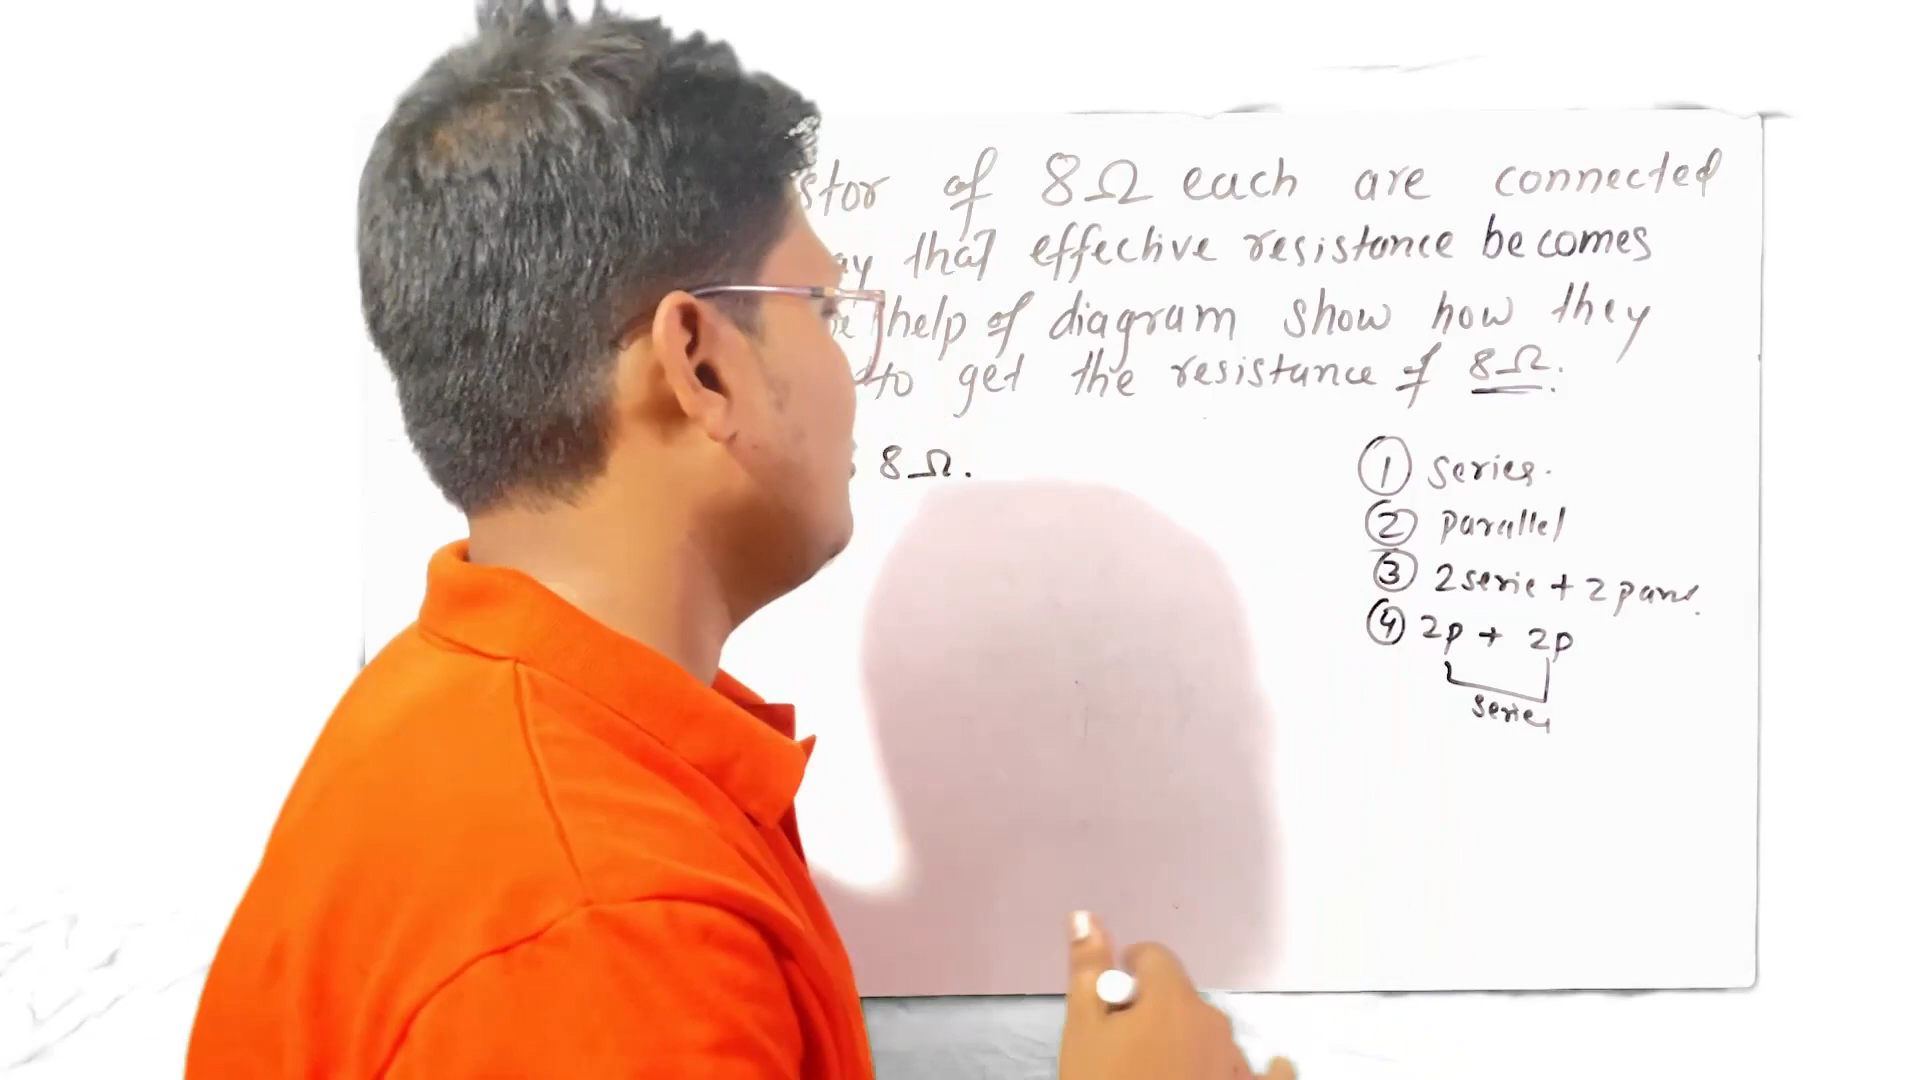 stor of 8Ω each are connected
ay that effective resistance becomes
help of diagram show how they
to get the resistance of 8Ω.
8Ω.
① series.
② parallel
③ 2 serie + 2 para.
④ 2p + 2p
series